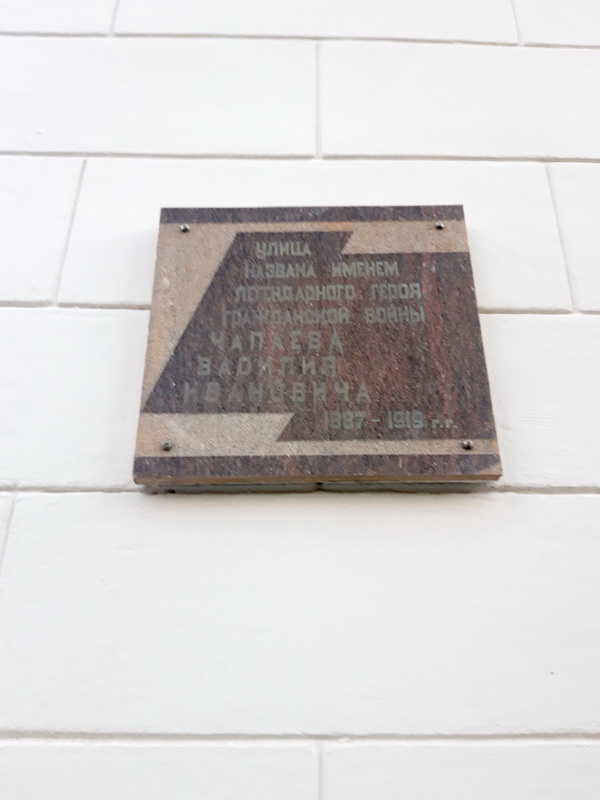 УЛИЦА
НАЗВАНА ИМЕНЕМ
ЛЕГЕНДАРНОГО ГЕРОЯ
ГРАЖДАНСКОЙ ВОЙНЫ
ЧАПАЕВА
ВАСИЛИЯ
ИВАНОВИЧА
1887 - 1919 г.г.